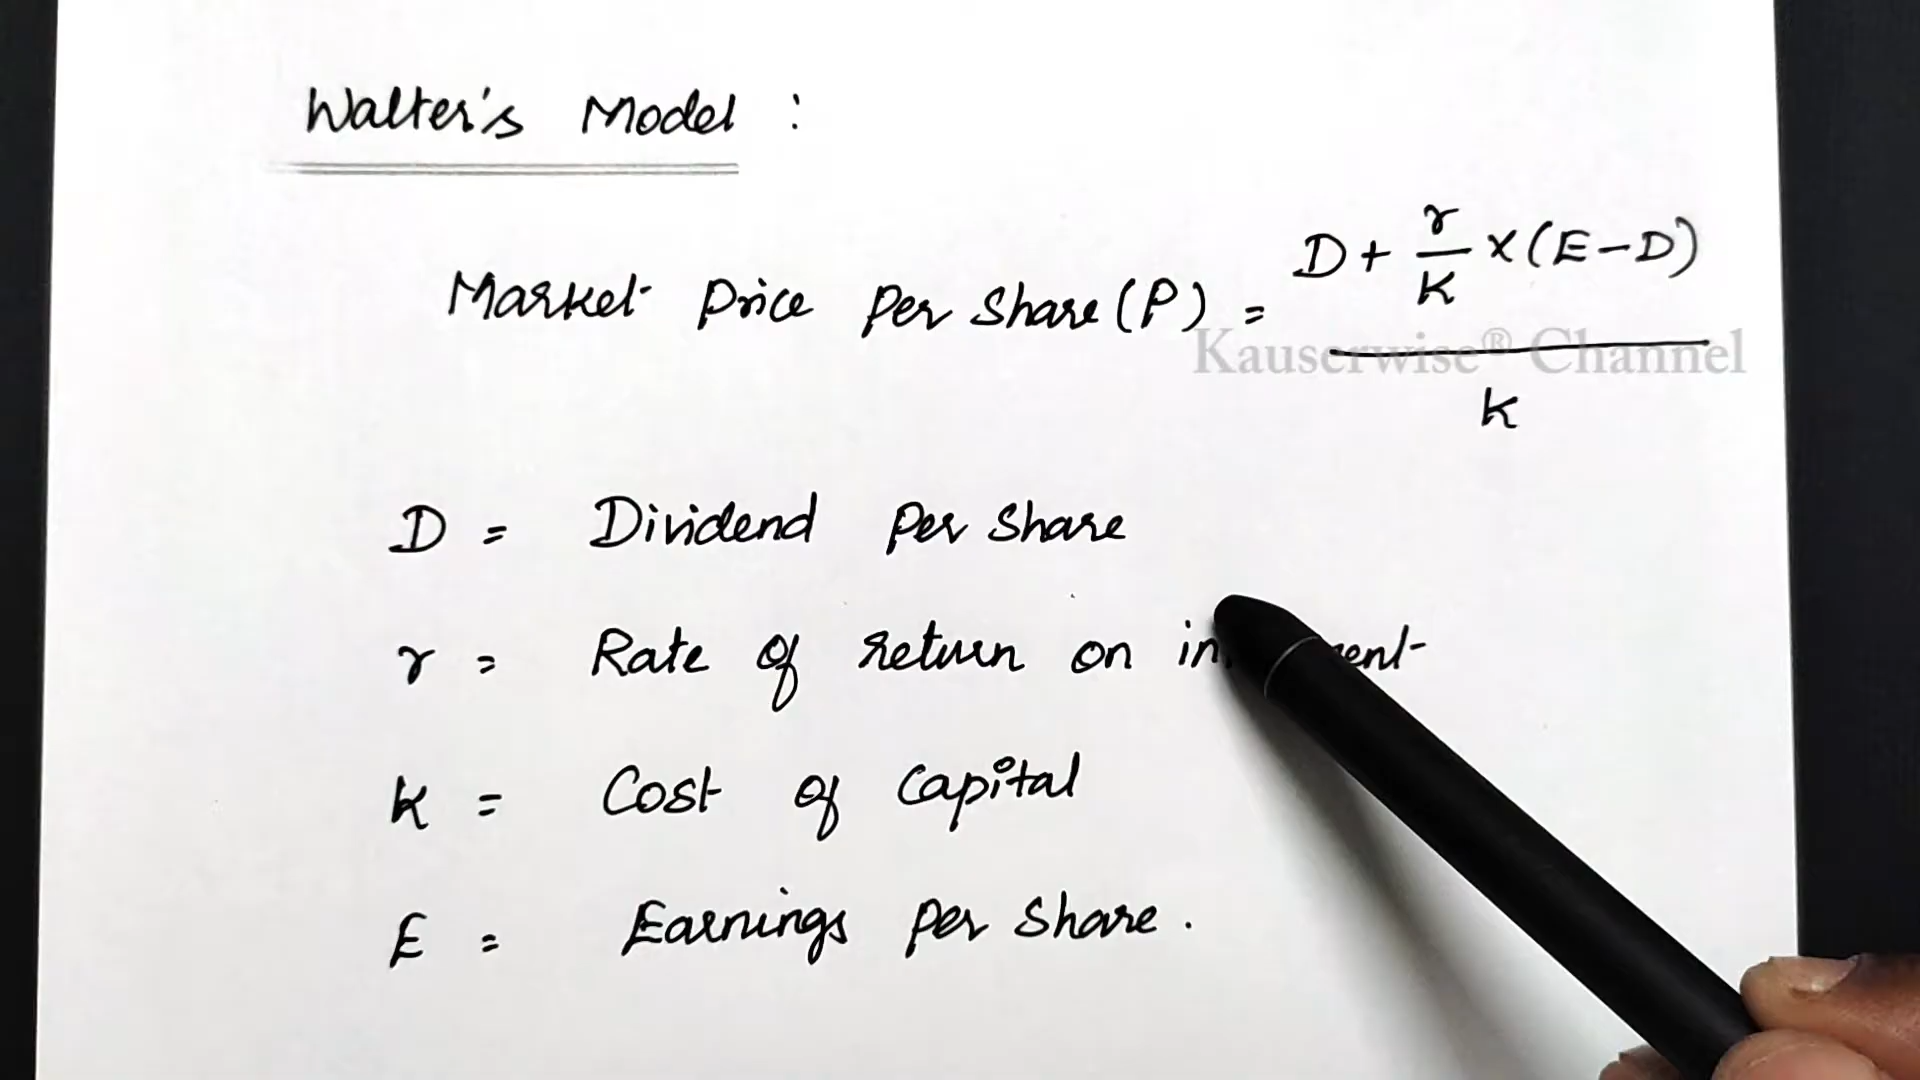 Walter's Model :
Market Price Per Share (P) = D + r/K × (E - D) / K
Kauserwise® Channel
D = Dividend Per Share
r = Rate of return on
K = Cost of Capital
E = Earnings Per Share.